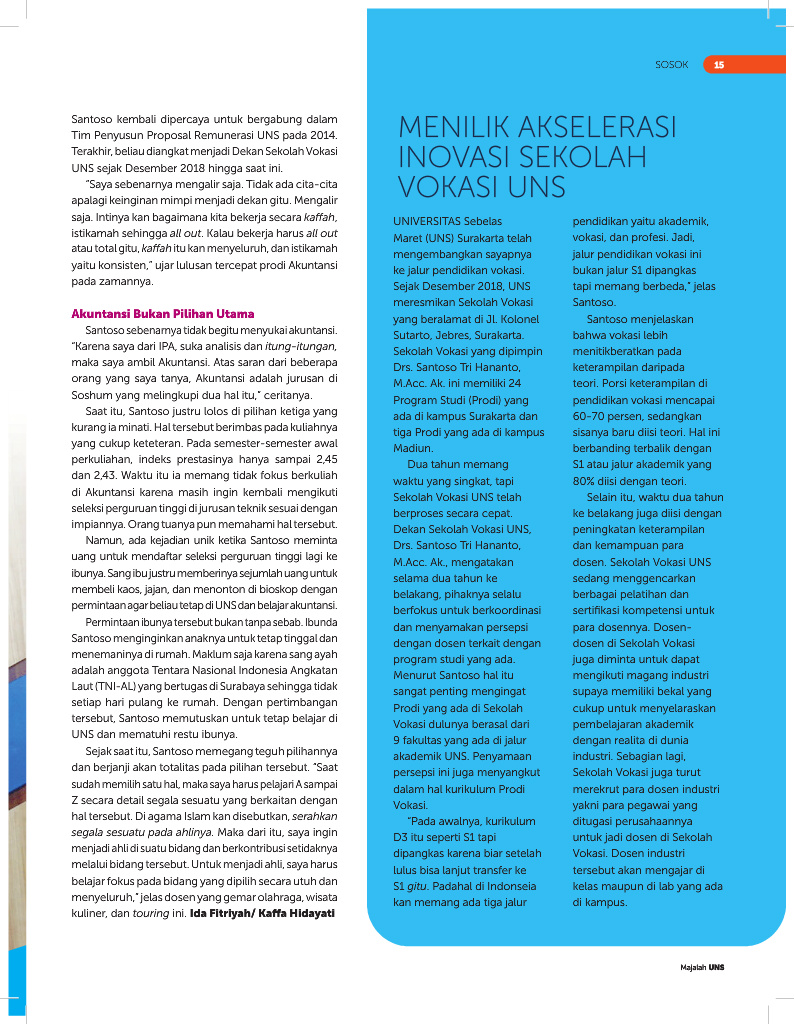 SOSOK 15
Santoso kembali dipercaya untuk bergabung dalam
Tim Penyusun Proposal Remunerasi UNS pada 2014.
Terakhir, beliau diangkat menjadi Dekan Sekolah Vokasi
UNS sejak Desember 2018 hingga saat ini.
“Saya sebenarnya mengalir saja. Tidak ada cita-cita
apalagi keinginan mimpi menjadi dekan gitu. Mengalir
saja. Intinya kan bagaimana kita bekerja secara kaffah,
istikamah sehingga all out. Kalau bekerja harus all out
atau total gitu, kaffah itu kan menyeluruh, dan istikamah
yaitu konsisten,” ujar lulusan tercepat prodi Akuntansi
pada zamannya.
Akuntansi Bukan Pilihan Utama
Santoso sebenarnya tidak begitu menyukai akuntansi.
“Karena saya dari IPA, suka analisis dan itung-itungan,
maka saya ambil Akuntansi. Atas saran dari beberapa
orang yang saya tanya, Akuntansi adalah jurusan di
Soshum yang melingkupi dua hal itu,” ceritanya.
Saat itu, Santoso justru lolos di pilihan ketiga yang
kurang ia minati. Hal tersebut berimbas pada kuliahnya
yang cukup keteteran. Pada semester-semester awal
perkuliahan, indeks prestasinya hanya sampai 2,45
dan 2,43. Waktu itu ia memang tidak fokus berkuliah
di Akuntansi karena masih ingin kembali mengikuti
seleksi perguruan tinggi di jurusan teknik sesuai dengan
impiannya. Orang tuanya pun memahami hal tersebut.
Namun, ada kejadian unik ketika Santoso meminta
uang untuk mendaftar seleksi perguruan tinggi lagi ke
ibunya. Sang ibu justru memberinya sejumlah uang untuk
membeli kaos, jajan, dan menonton di bioskop dengan
permintaan agar beliau tetap di UNS dan belajar akuntansi.
Permintaan ibunya tersebut bukan tanpa sebab. Ibunda
Santoso menginginkan anaknya untuk tetap tinggal dan
menemaninya di rumah. Maklum saja karena sang ayah
adalah anggota Tentara Nasional Indonesia Angkatan
Laut (TNI-AL) yang bertugas di Surabaya sehingga tidak
setiap hari pulang ke rumah. Dengan pertimbangan
tersebut, Santoso memutuskan untuk tetap belajar di
UNS dan mematuhi restu ibunya.
Sejak saat itu, Santoso memegang teguh pilihannya
dan berjanji akan totalitas pada pilihan tersebut. “Saat
sudah memilih satu hal, maka saya harus pelajari A sampai
Z secara detail segala sesuatu yang berkaitan dengan
hal tersebut. Di agama Islam kan disebutkan, serahkan
segala sesuatu pada ahlinya. Maka dari itu, saya ingin
menjadi ahli di suatu bidang dan berkontribusi setidaknya
melalui bidang tersebut. Untuk menjadi ahli, saya harus
belajar fokus pada bidang yang dipilih secara utuh dan
menyeluruh,” jelas dosen yang gemar olahraga, wisata
kuliner, dan touring ini. Ida Fitriyah/ Kaffa Hidayati
MENILIK AKSELERASI
INOVASI SEKOLAH
VOKASI UNS
UNIVERSITAS Sebelas
Maret (UNS) Surakarta telah
mengembangkan sayapnya
ke jalur pendidikan vokasi.
Sejak Desember 2018, UNS
meresmikan Sekolah Vokasi
yang beralamat di Jl. Kolonel
Sutarto, Jebres, Surakarta.
Sekolah Vokasi yang dipimpin
Drs. Santoso Tri Hananto,
M.Acc. Ak. ini memiliki 24
Program Studi (Prodi) yang
ada di kampus Surakarta dan
tiga Prodi yang ada di kampus
Madiun.
Dua tahun memang
waktu yang singkat, tapi
Sekolah Vokasi UNS telah
berproses secara cepat.
Dekan Sekolah Vokasi UNS,
Drs. Santoso Tri Hananto,
M.Acc. Ak., mengatakan
selama dua tahun ke
belakang, pihaknya selalu
berfokus untuk berkoordinasi
dan menyamakan persepsi
dengan dosen terkait dengan
program studi yang ada.
Menurut Santoso hal itu
sangat penting mengingat
Prodi yang ada di Sekolah
Vokasi dulunya berasal dari
9 fakultas yang ada di jalur
akademik UNS. Penyamaan
persepsi ini juga menyangkut
dalam hal kurikulum Prodi
Vokasi.
“Pada awalnya, kurikulum
D3 itu seperti S1 tapi
dipangkas karena biar setelah
lulus bisa lanjut transfer ke
S1 gitu. Padahal di Indonseia
kan memang ada tiga jalur
pendidikan yaitu akademik,
vokasi, dan profesi. Jadi,
jalur pendidikan vokasi ini
bukan jalur S1 dipangkas
tapi memang berbeda,” jelas
Santoso.
Santoso menjelaskan
bahwa vokasi lebih
menitikberatkan pada
keterampilan daripada
teori. Porsi keterampilan di
pendidikan vokasi mencapai
60-70 persen, sedangkan
sisanya baru diisi teori. Hal ini
berbanding terbalik dengan
S1 atau jalur akademik yang
80% diisi dengan teori.
Selain itu, waktu dua tahun
ke belakang juga diisi dengan
peningkatan keterampilan
dan kemampuan para
dosen. Sekolah Vokasi UNS
sedang menggencarkan
berbagai pelatihan dan
sertifikasi kompetensi untuk
para dosennya. Dosen-
dosen di Sekolah Vokasi
juga diminta untuk dapat
mengikuti magang industri
supaya memiliki bekal yang
cukup untuk menyelaraskan
pembelajaran akademik
dengan realita di dunia
industri. Sebagian lagi,
Sekolah Vokasi juga turut
merekrut para dosen industri
yakni para pegawai yang
ditugasi perusahaannya
untuk jadi dosen di Sekolah
Vokasi. Dosen industri
tersebut akan mengajar di
kelas maupun di lab yang ada
di kampus.
Majalah UNS